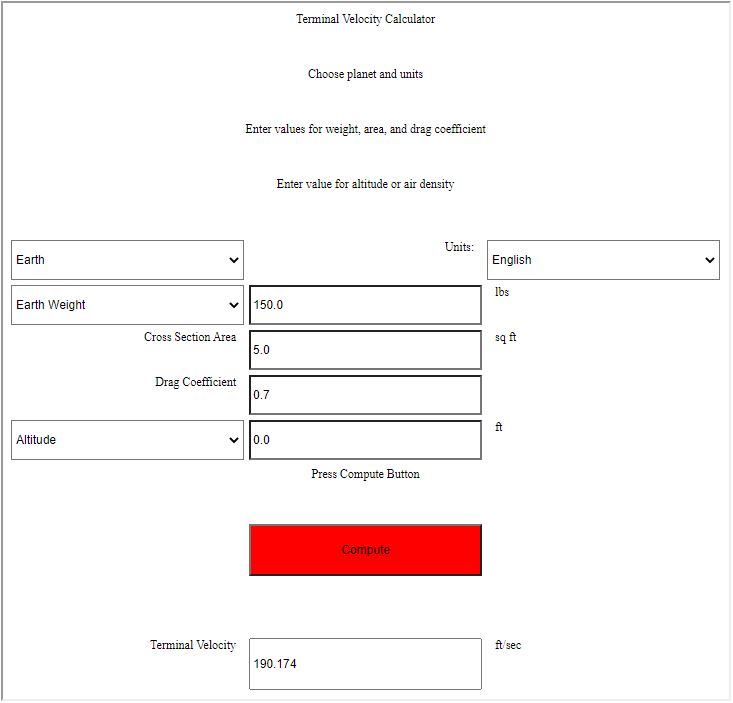 Terminal Velocity Calculator
Choose planet and units
Enter values for weight, area, and drag coefficient
Enter value for altitude or air density
Earth Units: English
Earth Weight 150.0 lbs
Cross Section Area 5.0 sq ft
Drag Coefficient 0.7
Altitude 0.0 ft
Press Compute Button
Compute
Terminal Velocity 190.174 ft/sec